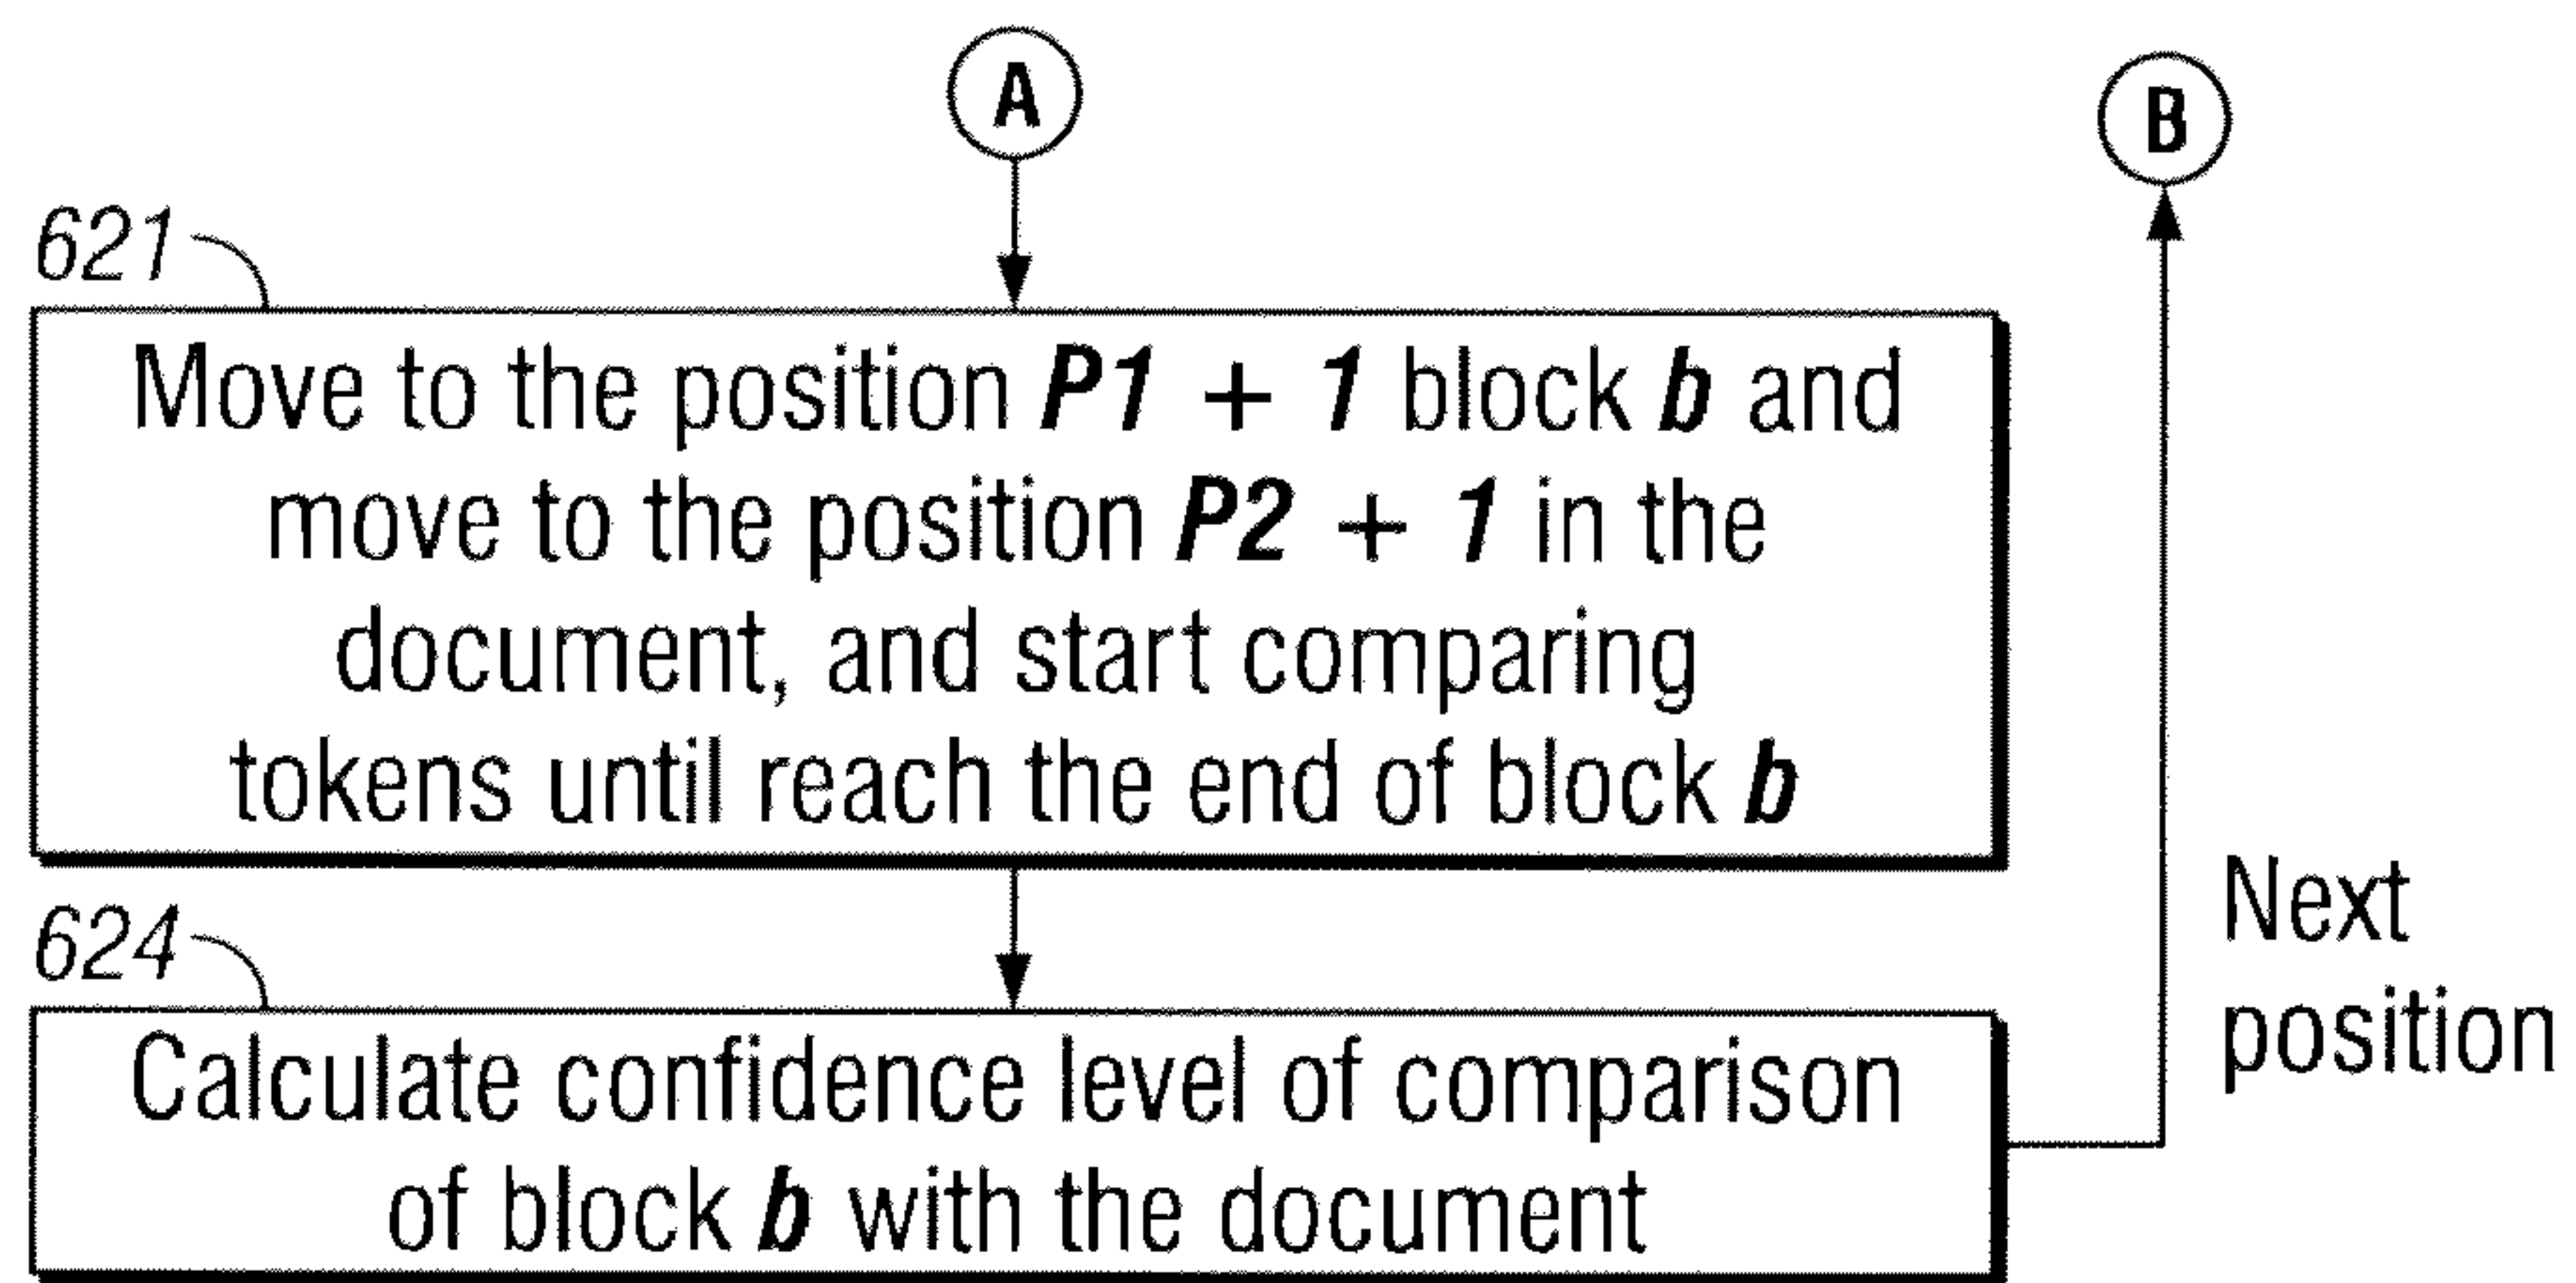 A
B
621
Move to the position P1 + 1 block b and
move to the position P2 + 1 in the
document, and start comparing
tokens until reach the end of block b
624
Calculate confidence level of comparison
of block b with the document
Next
position